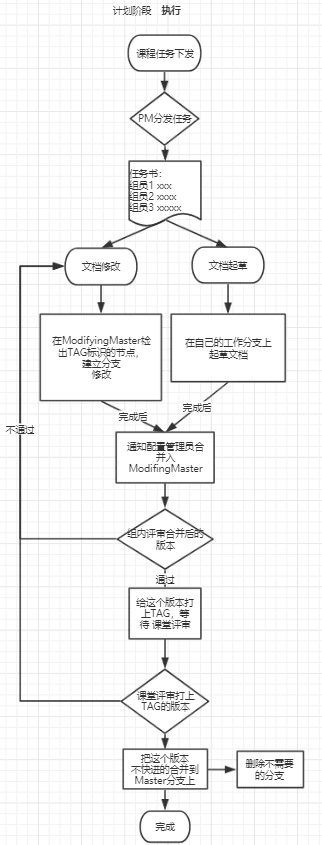 计划阶段 执行
课程任务下发
PM分发任务
任务书：
组员1 xxx
组员2 xxxx
组员3 xxxxx
文档修改
文档起草
在ModifyingMaster检
出TAG标识的节点，
建立分支
修改
在自己的工作分支上
起草文档
完成后
完成后
不通过
通知配置管理员合
并入
ModifingMaster
组内评审合并后的
版本
通过
给这个版本打
上TAG，等
待 课堂评审
课堂评审打上
TAG的版本
把这个版本
不快进的合并到
Master分支上
删除不需要
的分支
完成